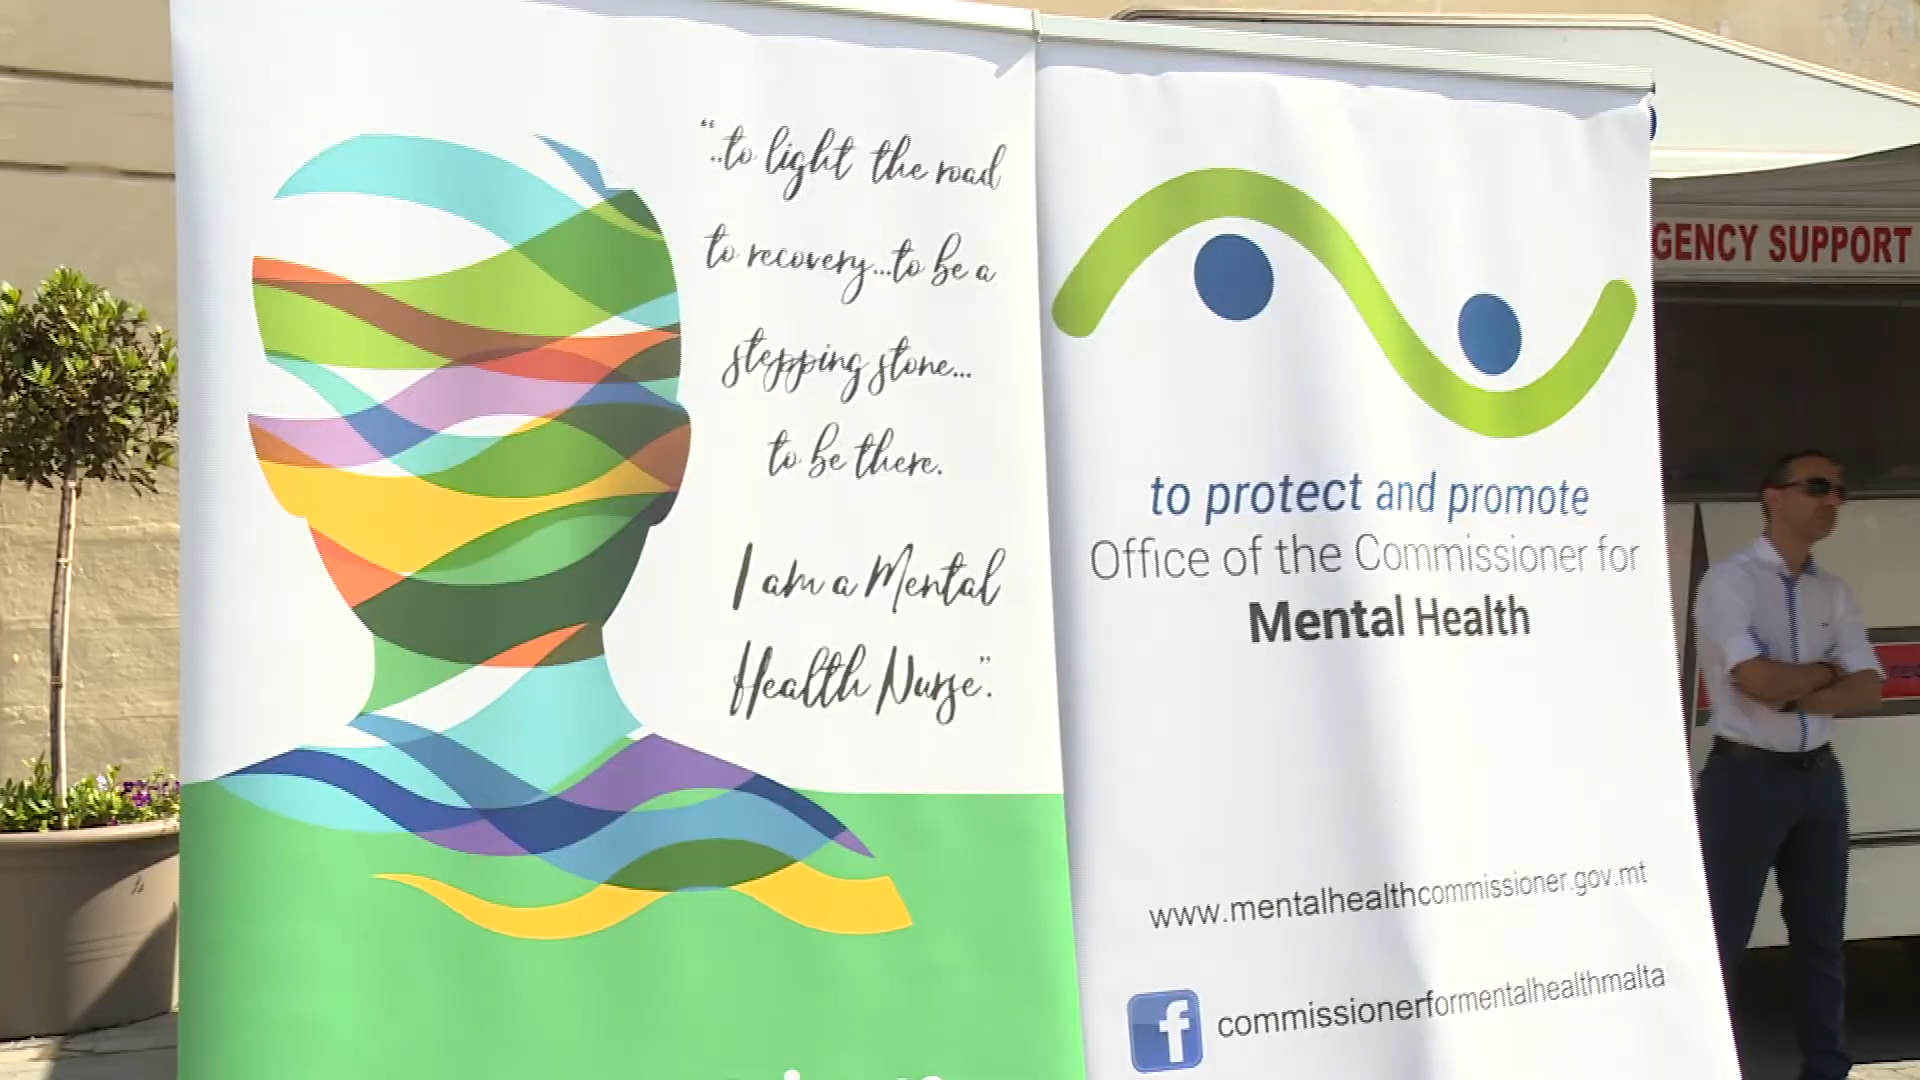 “..to light the road
to recovery...to be a
stepping stone...
to be there.
I am a Mental
Health Nurse”.
to protect and promote
Office of the Commissioner for
Mental Health
www.mentalhealthcommissioner.gov.mt
f commissionerformentalhealthmalta
GENCY SUPPORT